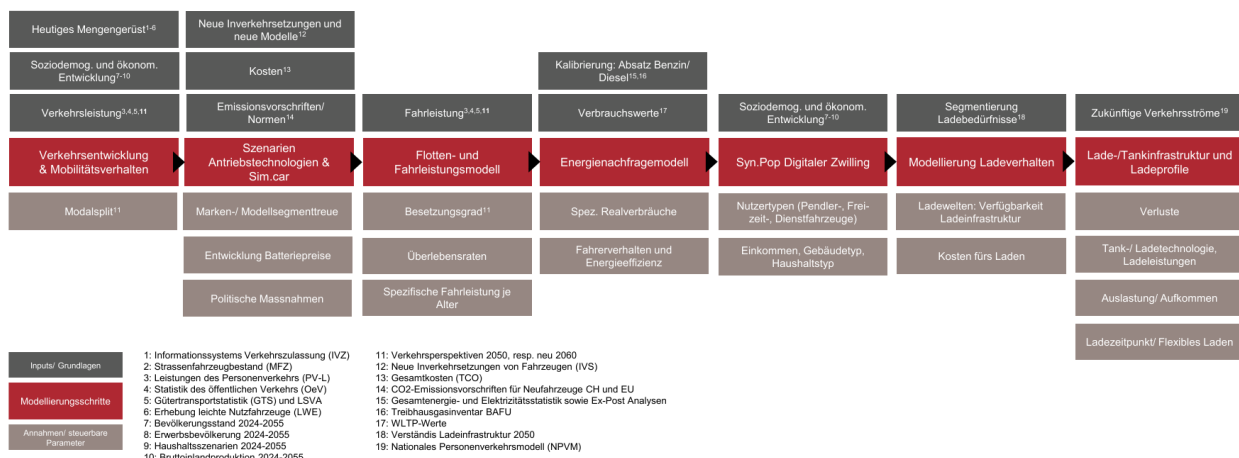 Heutiges Mengengerüst1-6
Soziodemog. und ökonom.
Entwicklung7-10
Verkehrsleistung3,4,5,11
Verkehrsentwicklung
& Mobilitätsverhalten
Modalsplit11
Neue Inverkehrsetzungen und
neue Modelle12
Kosten13
Emissionsvorschriften/
Normen14
Szenarien
Antriebstechnologien &
Sim.car
Marken-/ Modellsegmenttreue
Entwicklung Batteriepreise
Politische Massnahmen
Fahrleistung3,4,5,11
Flotten- und
Fahrleistungsmodell
Besetzungsgrad11
Überlebensraten
Spezifische Fahrleistung je
Alter
Kalibrierung: Absatz Benzin/
Diesel15,16
Verbrauchswerte17
Energienachfragemodell
Spez. Realverbräuche
Fahrerverhalten und
Energieeffizienz
Soziodemog. und ökonom.
Entwicklung7-10
Syn.Pop Digitaler Zwilling
Nutzertypen (Pendler-, Frei-
zeit-, Dienstfahrzeuge)
Einkommen, Gebäudetyp,
Haushaltstyp
Segmentierung
Ladebedürfnisse18
Modellierung Ladeverhalten
Ladewelten: Verfügbarkeit
Ladeinfrastruktur
Kosten fürs Laden
Zukünftige Verkehrsströme19
Lade-/Tankinfrastruktur und
Ladeprofile
Verluste
Tank-/ Ladetechnologie,
Ladeleistungen
Auslastung/ Aufkommen
Ladezeitpunkt/ Flexibles Laden
Inputs/ Grundlagen
Modellierungsschritte
Annahmen/ steuerbare
Parameter
1: Informationssystems Verkehrszulassung (IVZ)
2: Strassenfahrzeugbestand (MFZ)
3: Leistungen des Personenverkehrs (PV-L)
4: Statistik des öffentlichen Verkehrs (OeV)
5: Gütertransportstatistik (GTS) und LSVA
6: Erhebung leichte Nutzfahrzeuge (LWE)
7: Bevölkerungsstand 2024-2055
8: Erwerbsbevölkerung 2024-2055
9: Haushaltsszenarien 2024-2055
10: Bruttoinlandproduktion 2024-2055
11: Verkehrsperspektiven 2050, resp. neu 2060
12: Neue Inverkehrsetzungen von Fahrzeugen (IVS)
13: Gesamtkosten (TCO)
14: CO2-Emissionsvorschriften für Neufahrzeuge CH und EU
15: Gesamtenergie- und Elektrizitätsstatistik sowie Ex-Post Analysen
16: Treibhausgasinventar BAFU
17: WLTP-Werte
18: Verständis Ladeinfrastruktur 2050
19: Nationales Personenverkehrsmodell (NPVM)